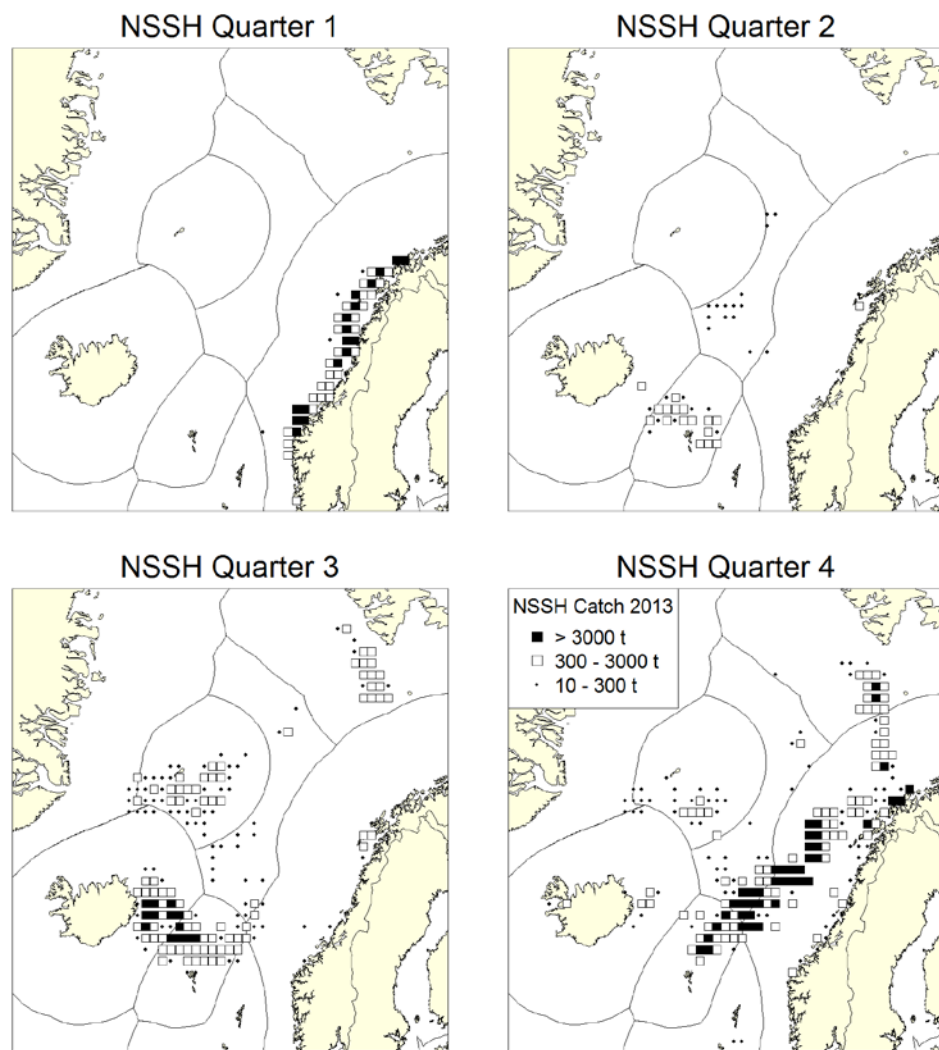 NSSH Quarter 1
NSSH Quarter 2
NSSH Quarter 3
NSSH Quarter 4
NSSH Catch 2013
> 3000 t
300 - 3000 t
10 - 300 t